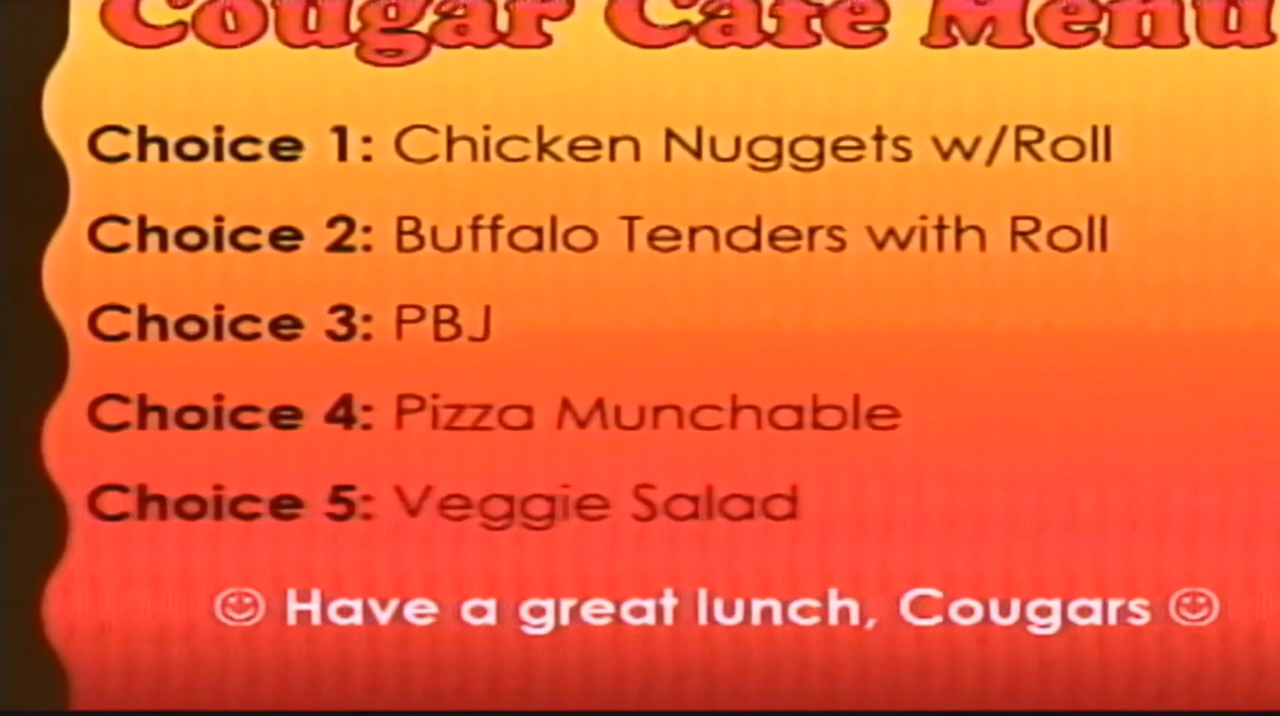 Cougar Cafe Menu
Choice 1: Chicken Nuggets w/Roll
Choice 2: Buffalo Tenders with Roll
Choice 3: PBJ
Choice 4: Pizza Munchable
Choice 5: Veggie Salad
☺ Have a great lunch, Cougars ☺